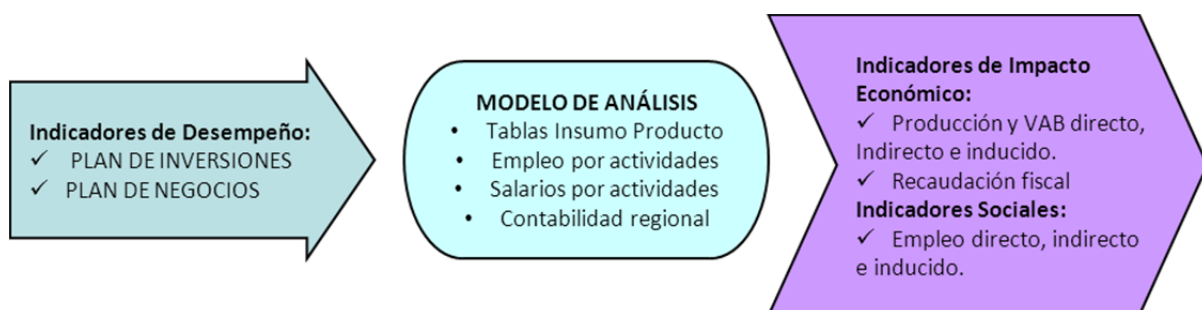 Indicadores de Desempeño:
✓ PLAN DE INVERSIONES
✓ PLAN DE NEGOCIOS
MODELO DE ANÁLISIS
• Tablas Insumo Producto
• Empleo por actividades
• Salarios por actividades
• Contabilidad regional
Indicadores de Impacto
Económico:
✓ Producción y VAB directo,
Indirecto e inducido.
✓ Recaudación fiscal
Indicadores Sociales:
✓ Empleo directo, indirecto
e inducido.